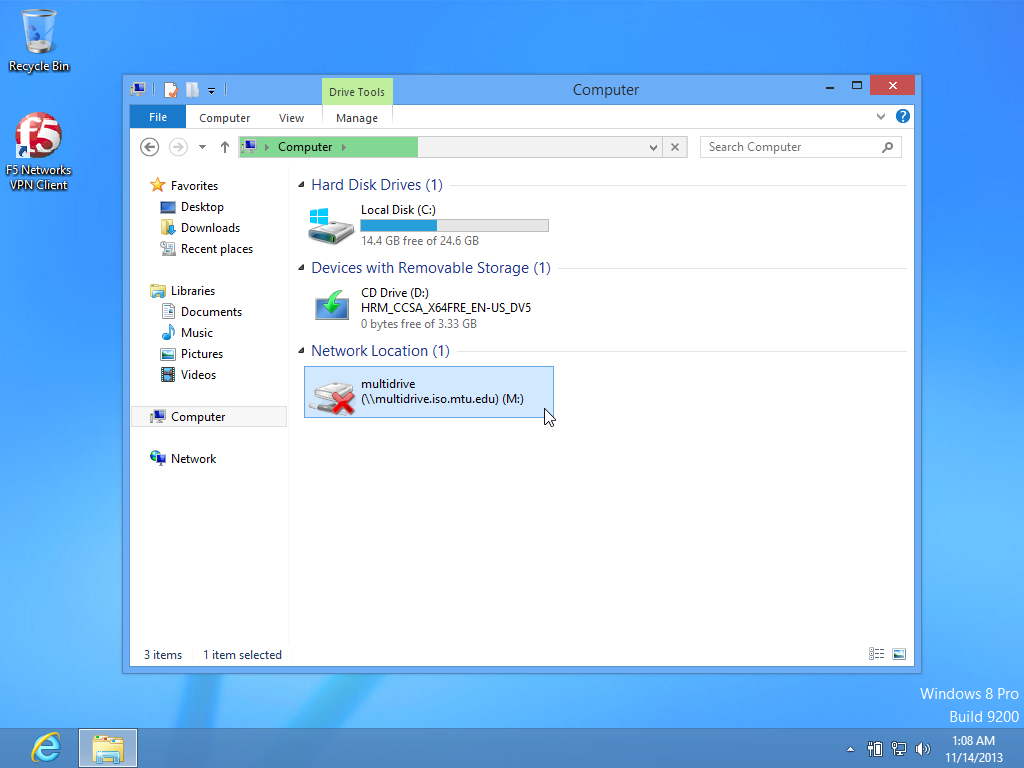 Recycle Bin
f5
F5 Networks
VPN Client
Computer
Drive Tools
File
Computer
View
Manage
Computer
Search Computer
Favorites
Desktop
Downloads
Recent places
Libraries
Documents
Music
Pictures
Videos
Computer
Network
Hard Disk Drives (1)
Local Disk (C:)
14.4 GB free of 24.6 GB
Devices with Removable Storage (1)
CD Drive (D:)
HRM_CCSA_X64FRE_EN-US_DV5
0 bytes free of 3.33 GB
Network Location (1)
multidrive
(\\multidrive.iso.mtu.edu) (M:)
3 items
1 item selected
Windows 8 Pro
Build 9200
1:08 AM
11/14/2013